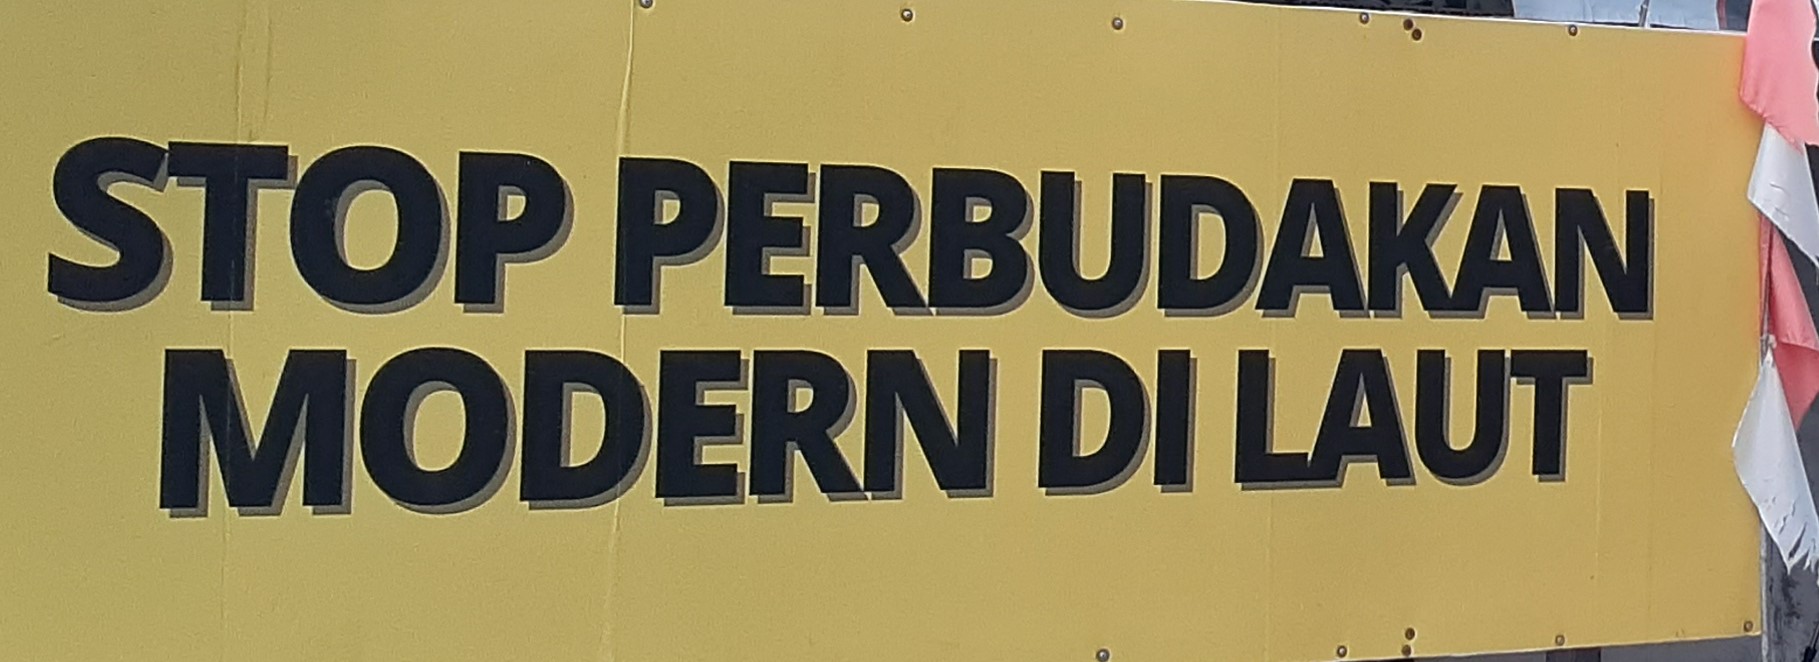 STOP PERBUDAKAN
MODERN DI LAUT